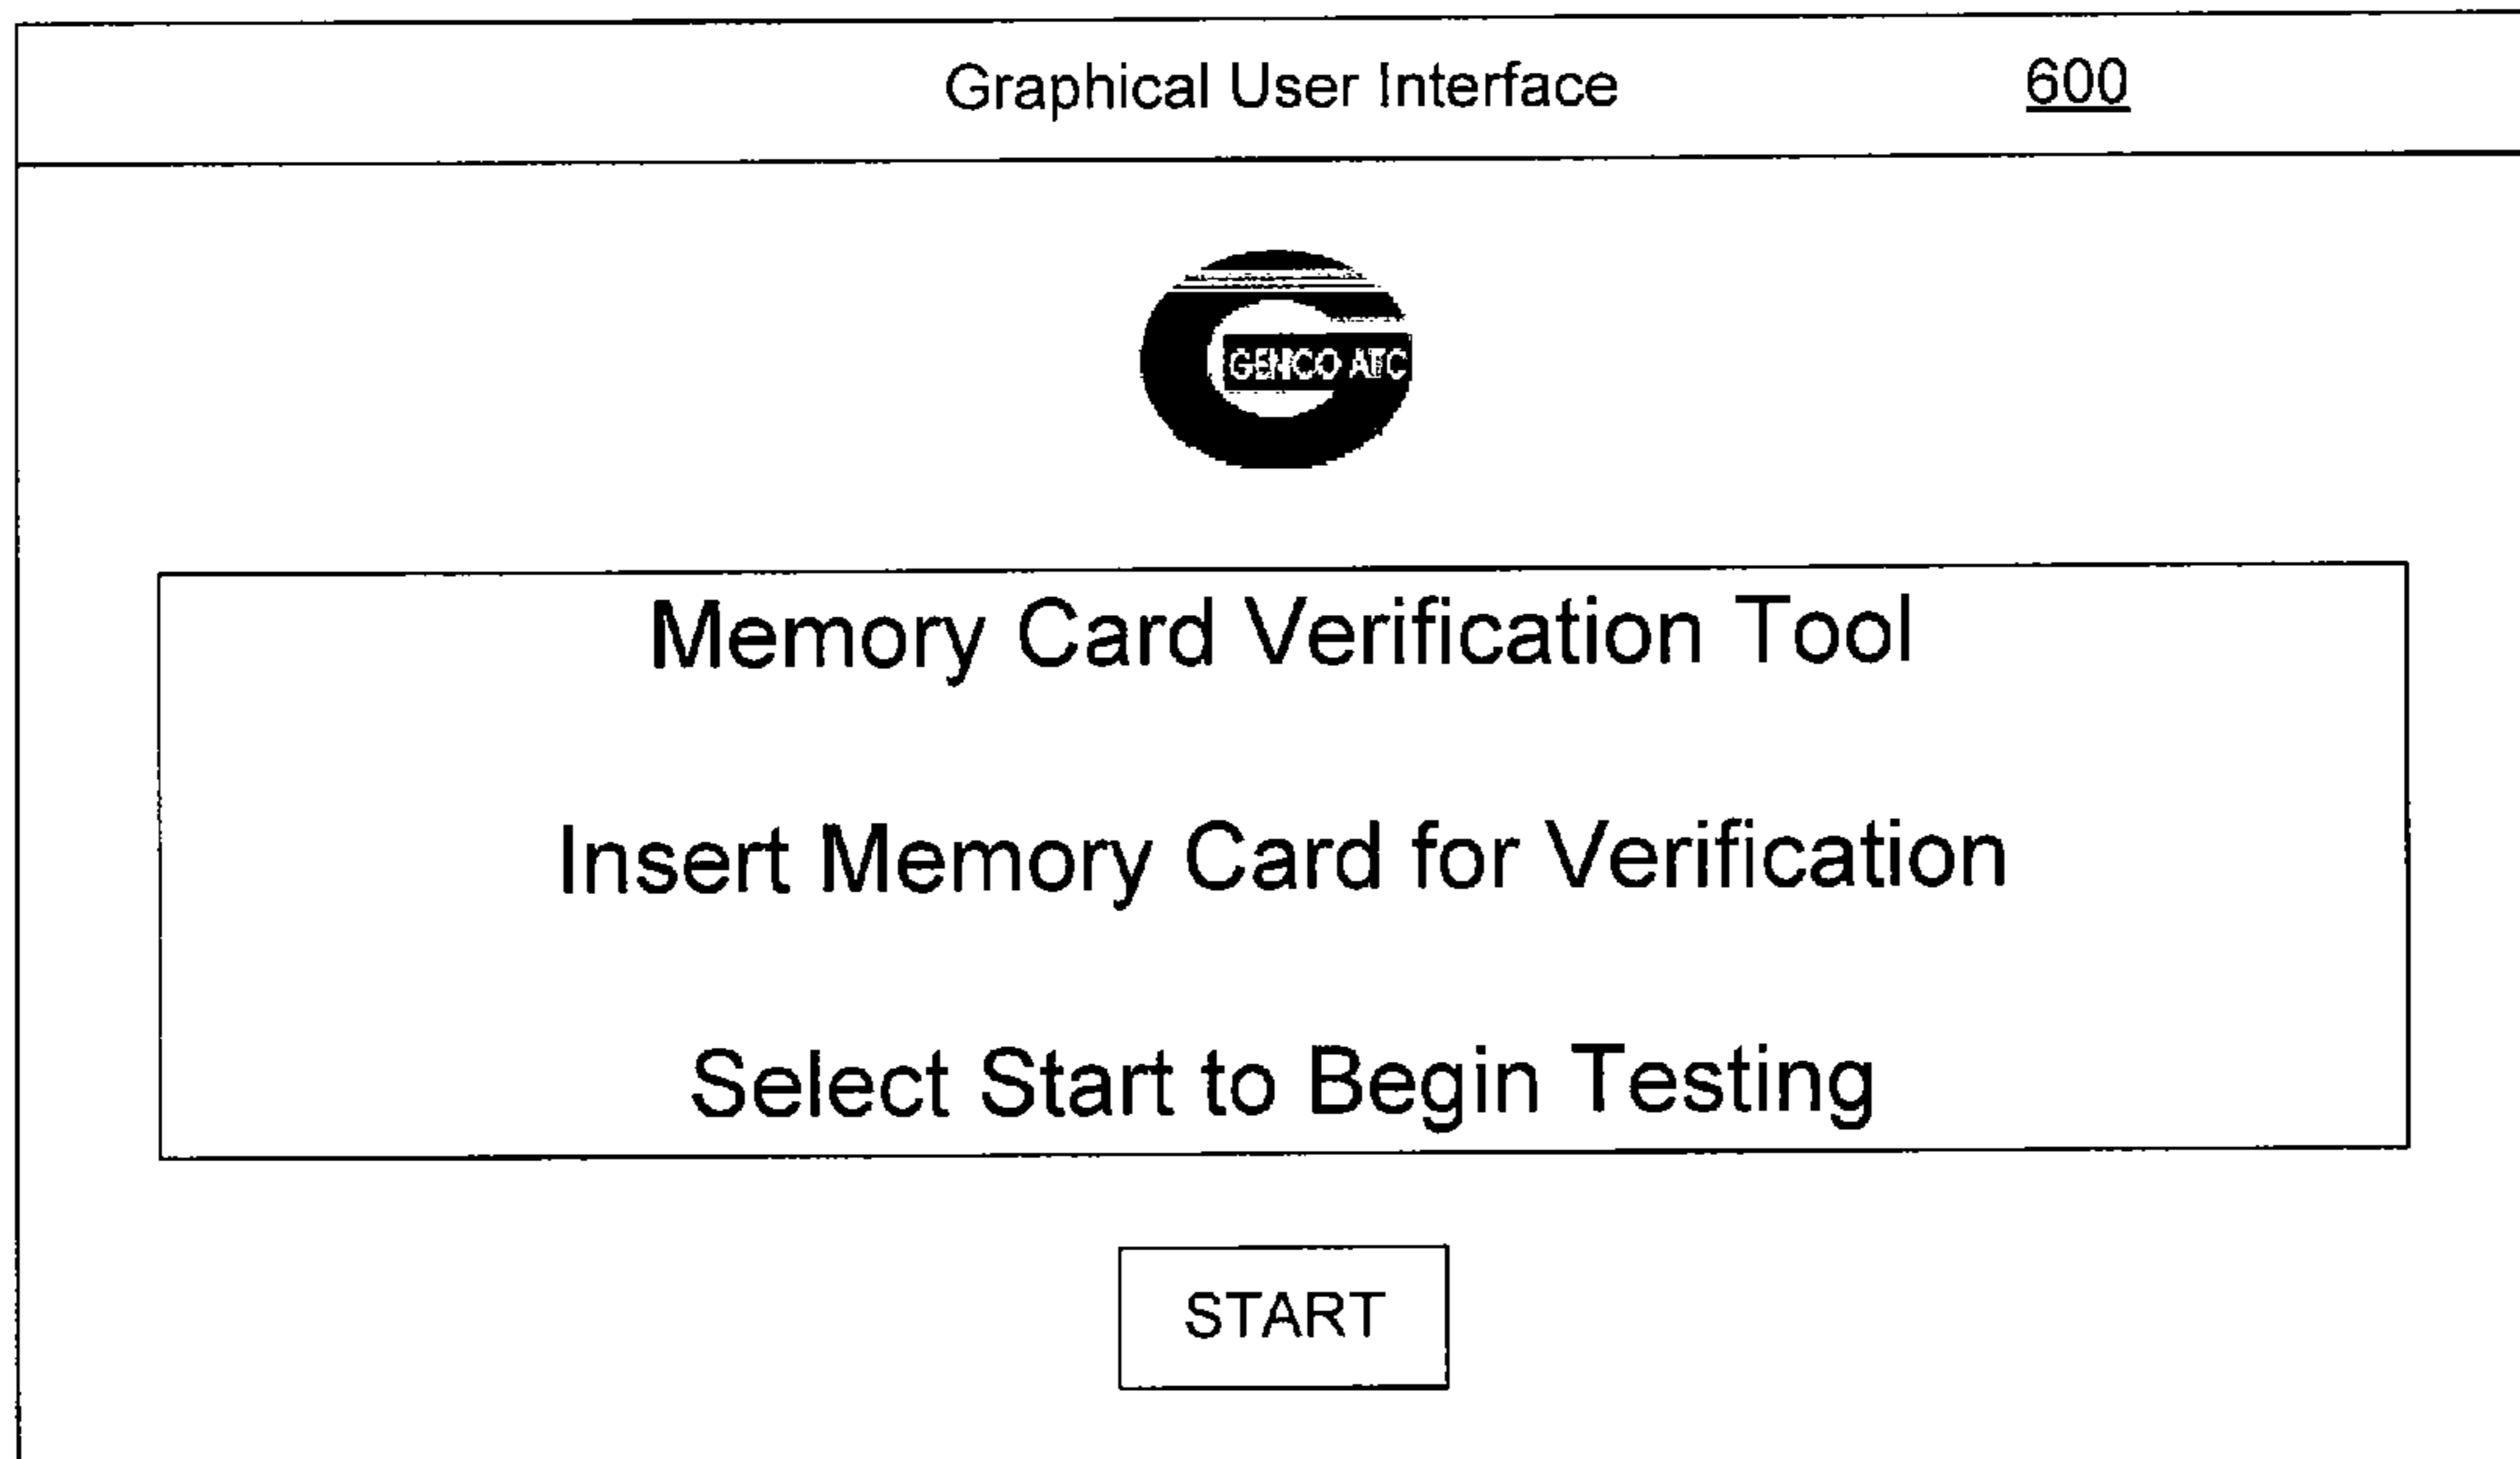 Graphical User Interface 600
GENCO ATC
Memory Card Verification Tool
Insert Memory Card for Verification
Select Start to Begin Testing
START